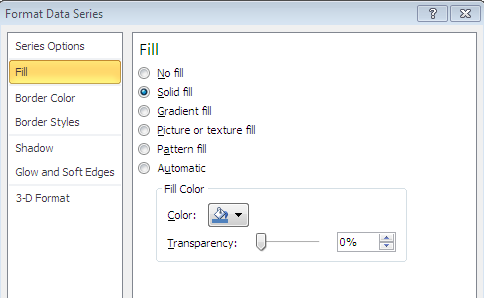 Format Data Series
Series Options
Fill
Border Color
Border Styles
Shadow
Glow and Soft Edges
3-D Format
Fill
No fill
Solid fill
Gradient fill
Picture or texture fill
Pattern fill
Automatic
Fill Color
Color:
Transparency: 0%